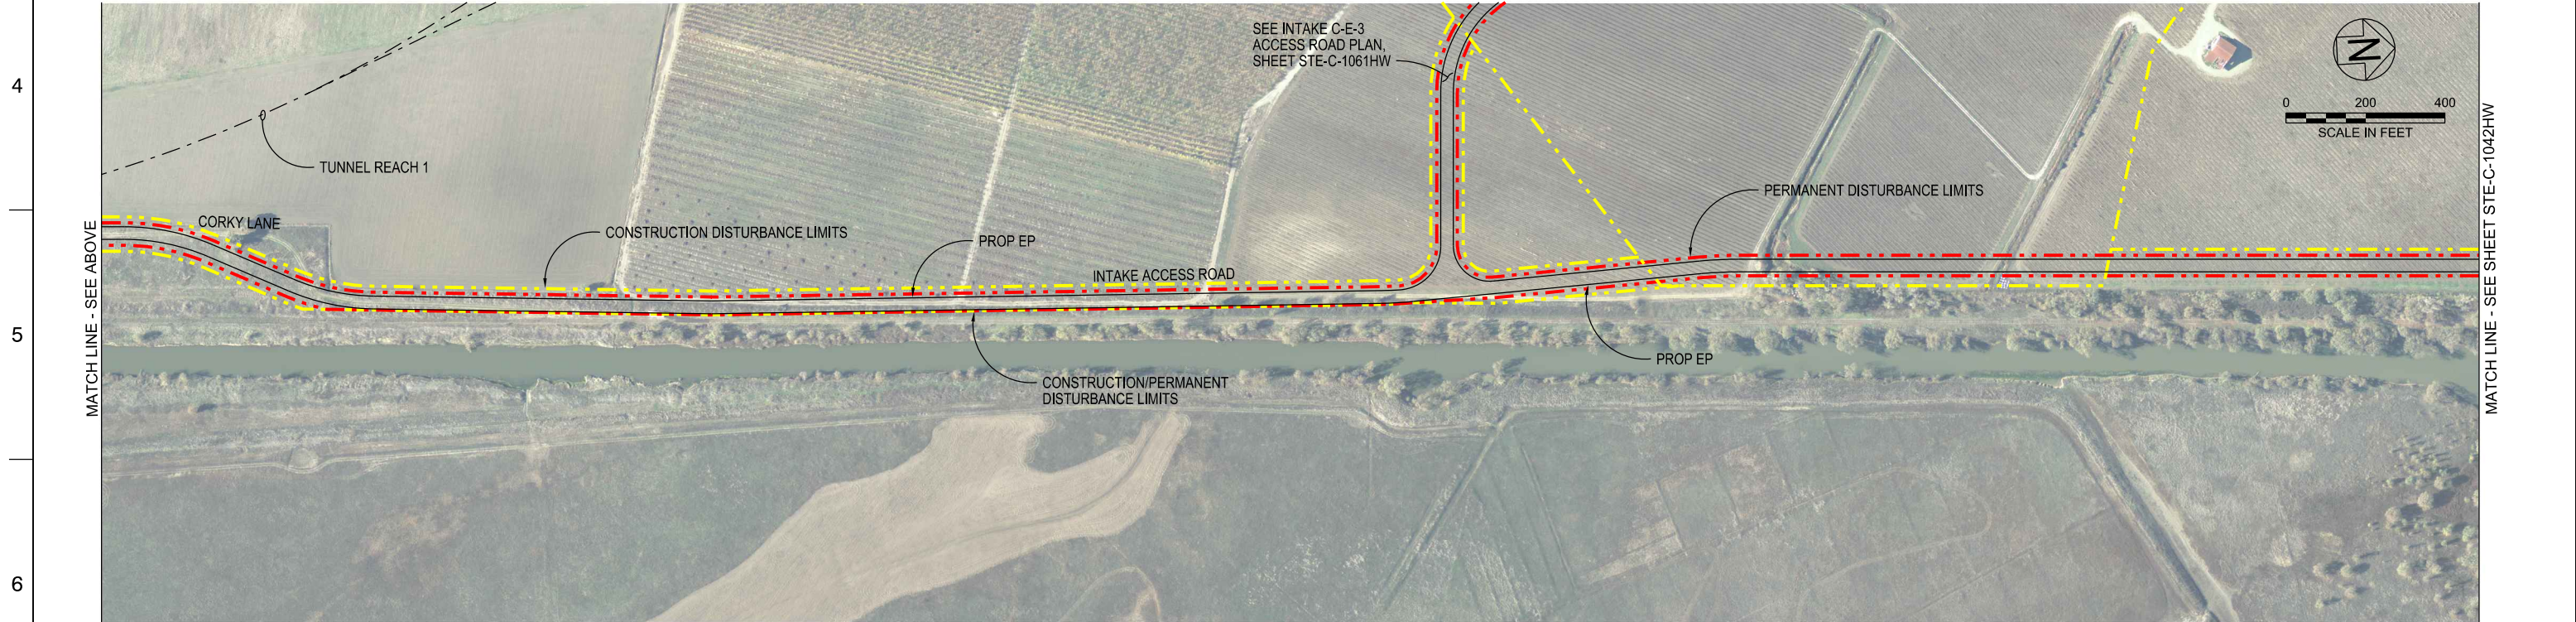 4
5
6
MATCH LINE - SEE ABOVE
TUNNEL REACH 1
CORKY LANE
CONSTRUCTION DISTURBANCE LIMITS
PROP EP
INTAKE ACCESS ROAD
SEE INTAKE C-E-3
ACCESS ROAD PLAN,
SHEET STE-C-1061HW
PERMANENT DISTURBANCE LIMITS
CONSTRUCTION/PERMANENT
DISTURBANCE LIMITS
PROP EP
N
0 200 400
SCALE IN FEET
MATCH LINE - SEE SHEET STE-C-1042HW